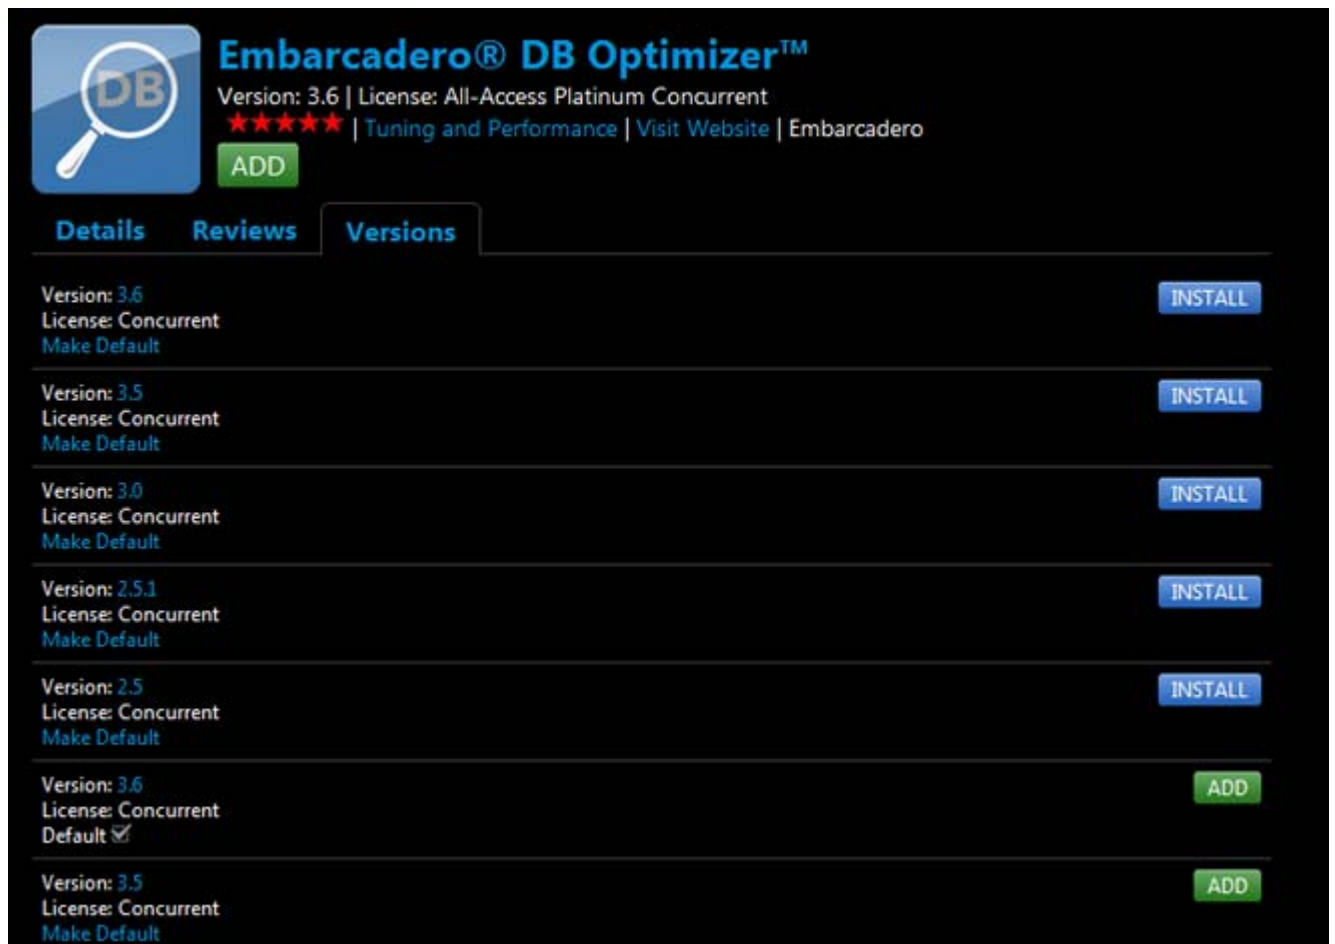 DB
Embarcadero® DB Optimizer™
Version: 3.6 | License: All-Access Platinum Concurrent
★★★★★ | Tuning and Performance | Visit Website | Embarcadero
ADD
Details Reviews Versions
Version: 3.6 INSTALL
License: Concurrent
Make Default
Version: 3.5 INSTALL
License: Concurrent
Make Default
Version: 3.0 INSTALL
License: Concurrent
Make Default
Version: 2.5.1 INSTALL
License: Concurrent
Make Default
Version: 2.5 INSTALL
License: Concurrent
Make Default
Version: 3.6 ADD
License: Concurrent
Default
Version: 3.5 ADD
License: Concurrent
Make Default